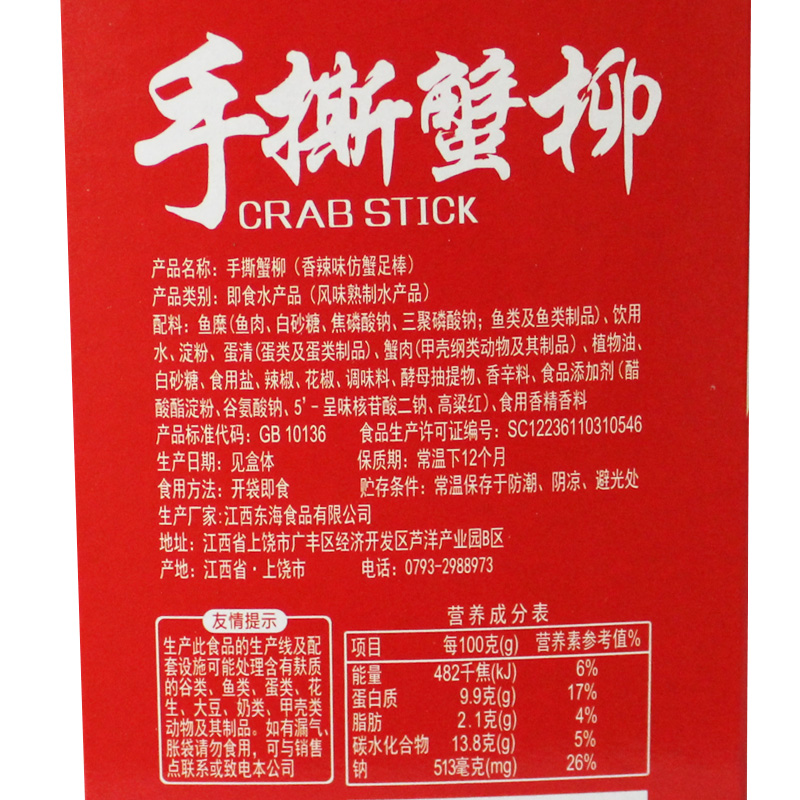 手撕蟹柳
CRAB STICK
产品名称：手撕蟹柳（香辣味仿蟹足棒）
产品类别：即食水产品（风味熟制水产品）
配料：鱼糜(鱼肉、白砂糖、焦磷酸钠、三聚磷酸钠；鱼类及鱼类制品)、饮用
水、淀粉、蛋清(蛋类及蛋类制品)、蟹肉(甲壳纲类动物及其制品)、植物油、
白砂糖、食用盐、辣椒、花椒、调味料、酵母抽提物、香辛料、食品添加剂(醋
酸酯淀粉、谷氨酸钠、5'-呈味核苷酸二钠、高粱红)、食用香精香料
产品标准代码：GB 10136 食品生产许可证编号：SC12236110310546
生产日期：见盒体 保质期：常温下12个月
食用方法：开袋即食 贮存条件：常温保存于防潮、阴凉、避光处
生产厂家:江西东海食品有限公司
地址：江西省上饶市广丰区经济开发区芦洋产业园B区
产地：江西省·上饶市 电话：0793-2988973
友情提示
生产此食品的生产线及配
套设施可能处理含有麸质
的谷类、鱼类、蛋类、花
生、大豆、奶类、甲壳类
动物及其制品。如有漏气、
胀袋请勿食用，可与销售
点联系或致电本公司
营养成分表
项目 每100克(g) 营养素参考值%
能量 482千焦(kJ) 6%
蛋白质 9.9克(g) 17%
脂肪 2.1克(g) 4%
碳水化合物 13.8克(g) 5%
钠 513毫克(mg) 26%